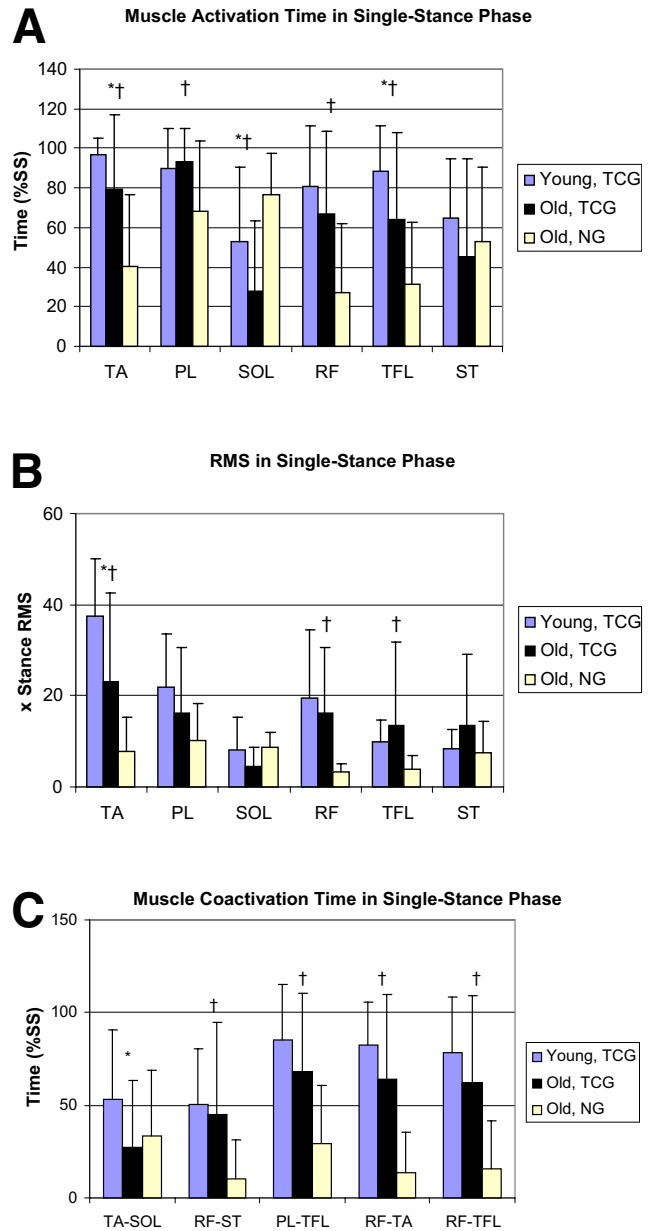 A
Muscle Activation Time in Single-Stance Phase
140
120
100
80
60
40
20
0
Time (%SS)
*†
†
*†
†
*†
TA PL SOL RF TFL ST
Young, TCG
Old, TCG
Old, NG
B
RMS in Single-Stance Phase
60
40
20
0
x Stance RMS
*†
†
†
TA PL SOL RF TFL ST
Young, TCG
Old, TCG
Old, NG
C
Muscle Coactivation Time in Single-Stance Phase
150
100
50
0
Time (%SS)
*
†
†
†
†
TA-SOL RF-ST PL-TFL RF-TA RF-TFL
Young, TCG
Old, TCG
Old, NG